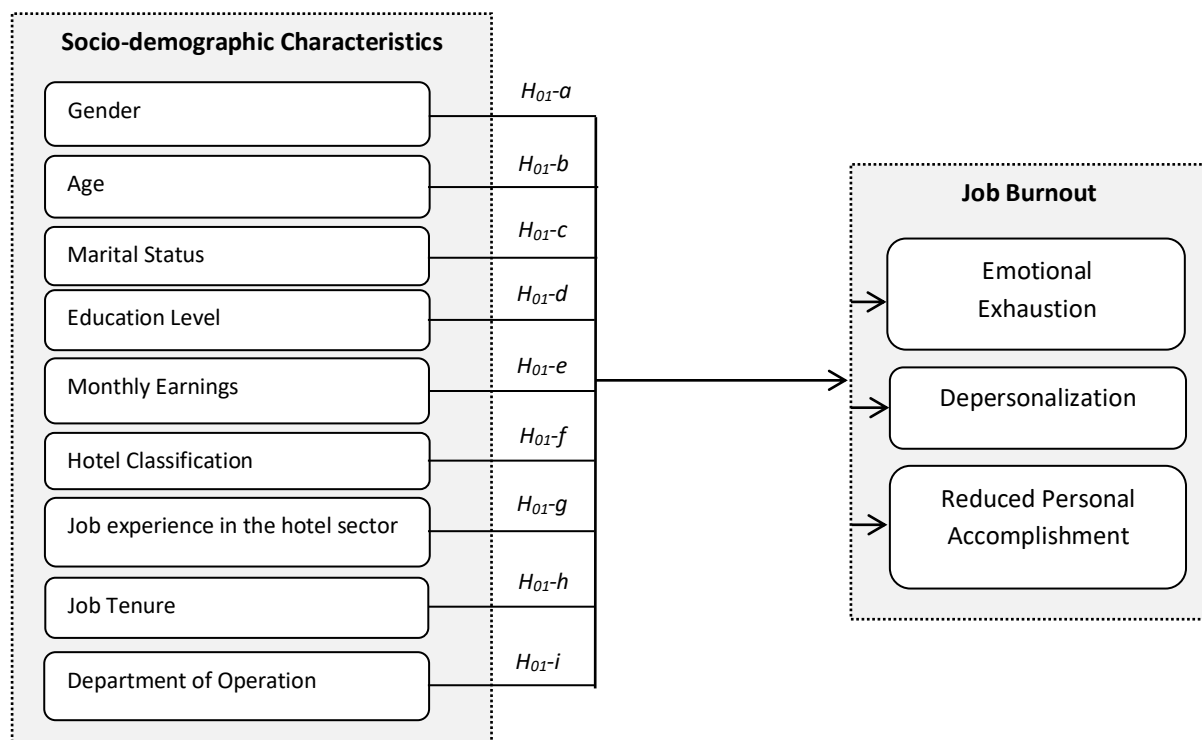 Socio-demographic Characteristics
Gender
H01-a
Age
H01-b
Marital Status
H01-c
Education Level
H01-d
Monthly Earnings
H01-e
Hotel Classification
H01-f
Job experience in the hotel sector
H01-g
Job Tenure
H01-h
Department of Operation
H01-i
Job Burnout
Emotional
Exhaustion
Depersonalization
Reduced Personal
Accomplishment